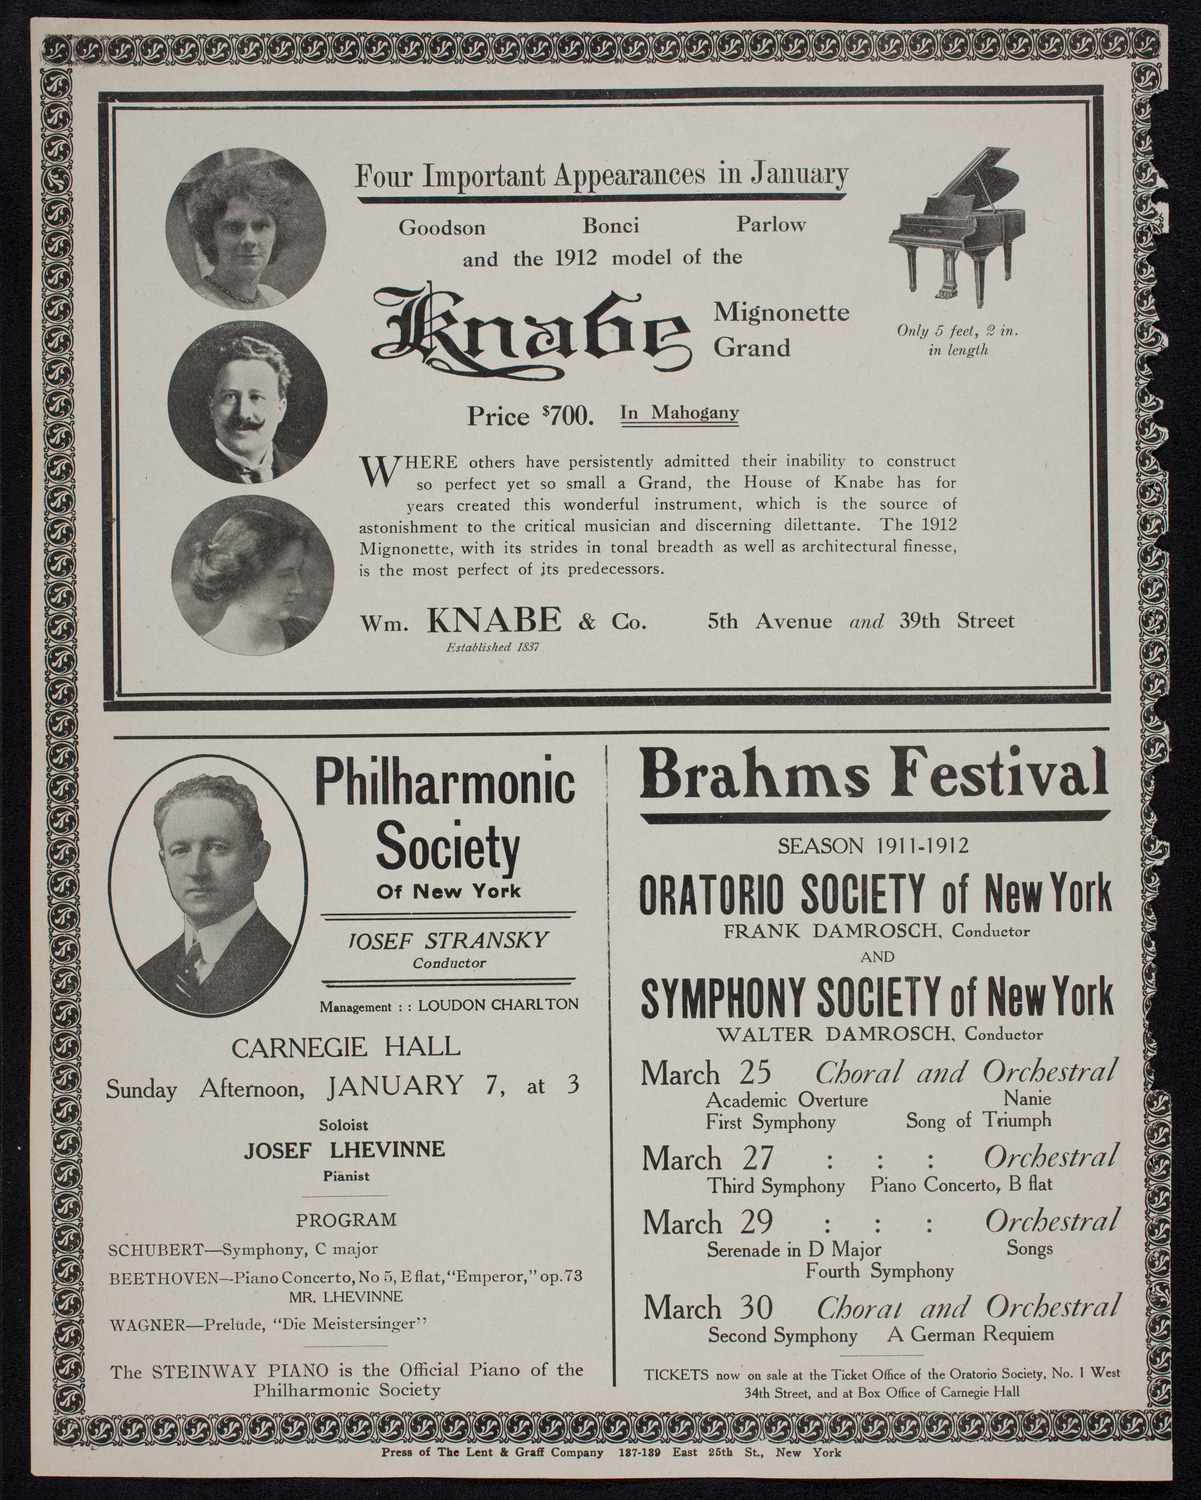 Four Important Appearances in January
Goodson Bonci Parlow
and the 1912 model of the
Knabe
Mignonette
Grand
Only 5 feet, 2 in.
in length
Price $700. In Mahogany
WHERE others have persistently admitted their inability to construct
so perfect yet so small a Grand, the House of Knabe has for
years created this wonderful instrument, which is the source of
astonishment to the critical musician and discerning dilettante. The 1912
Mignonette, with its strides in tonal breadth as well as architectural finesse,
is the most perfect of its predecessors.
Wm. KNABE & Co. 5th Avenue and 39th Street
Established 1837
Philharmonic
Society
Of New York
JOSEF STRANSKY
Conductor
Management : : LOUDON CHARLTON
CARNEGIE HALL
Sunday Afternoon, JANUARY 7, at 3
Soloist
JOSEF LHEVINNE
Pianist
PROGRAM
SCHUBERT—Symphony, C major
BEETHOVEN--Piano Concerto, No 5, E flat, "Emperor," op. 73
MR. LHEVINNE
WAGNER—Prelude, "Die Meistersinger"
The STEINWAY PIANO is the Official Piano of the
Philharmonic Society
Brahms Festival
SEASON 1911-1912
ORATORIO SOCIETY of New York
FRANK DAMROSCH, Conductor
AND
SYMPHONY SOCIETY of New York
WALTER DAMROSCH, Conductor
March 25 Choral and Orchestral
Academic Overture Nanie
First Symphony Song of Triumph
March 27 : : : Orchestral
Third Symphony Piano Concerto, B flat
March 29 : : : Orchestral
Serenade in D Major Songs
Fourth Symphony
March 30 Choral and Orchestral
Second Symphony A German Requiem
TICKETS now on sale at the Ticket Office of the Oratorio Society, No. 1 West
34th Street, and at Box Office of Carnegie Hall
Press of The Lent & Graff Company 137-139 East 25th St., New York